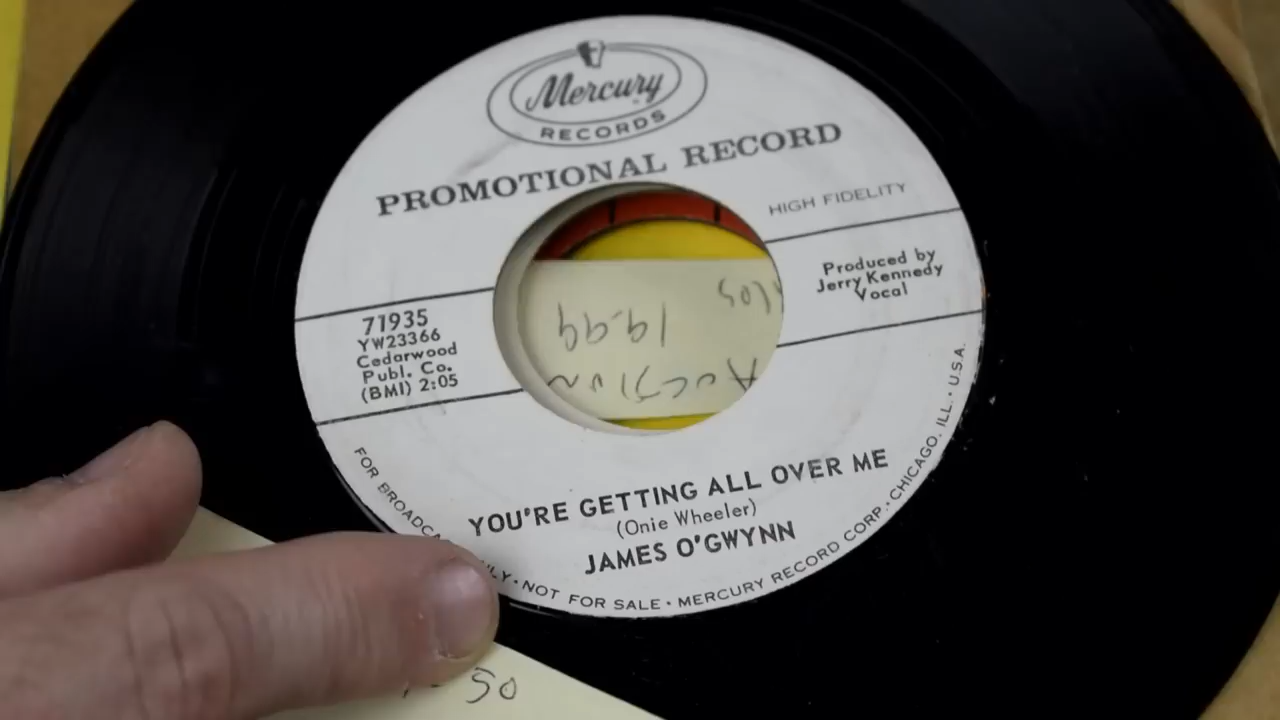 Mercury
RECORDS
PROMOTIONAL RECORD
HIGH FIDELITY
Produced by
Jerry Kennedy
Vocal
71935
YW23366
Cedarwood
Publ. Co.
(BMI) 2:05
19.99
AUCTION
YOU'RE GETTING ALL OVER ME
(Onie Wheeler)
JAMES O'GWYNN
FOR • NOT FOR SALE • MERCURY RECORD CORP. • CHICAGO, ILL. • U.S.A.
50